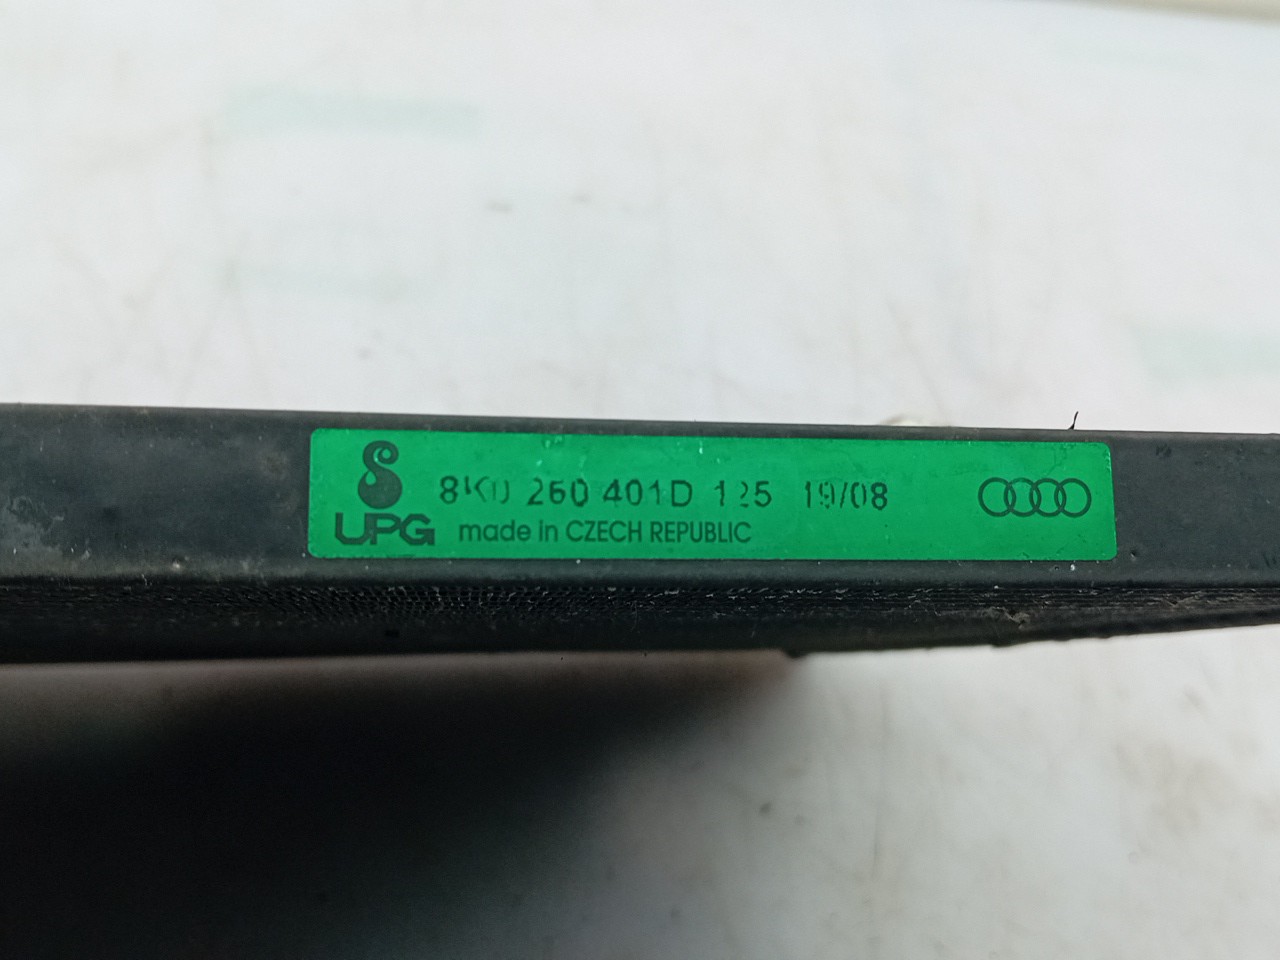 8K0 260 401D 125 19/08
UPG made in CZECH REPUBLIC